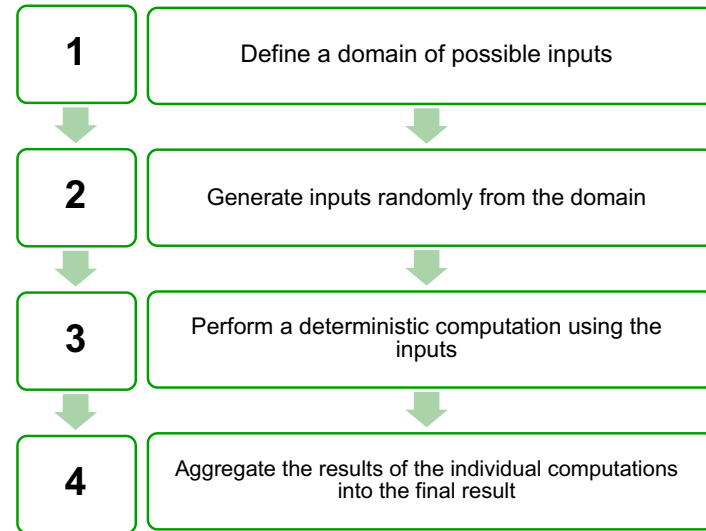 1
Define a domain of possible inputs
2
Generate inputs randomly from the domain
3
Perform a deterministic computation using the
inputs
4
Aggregate the results of the individual computations
into the final result